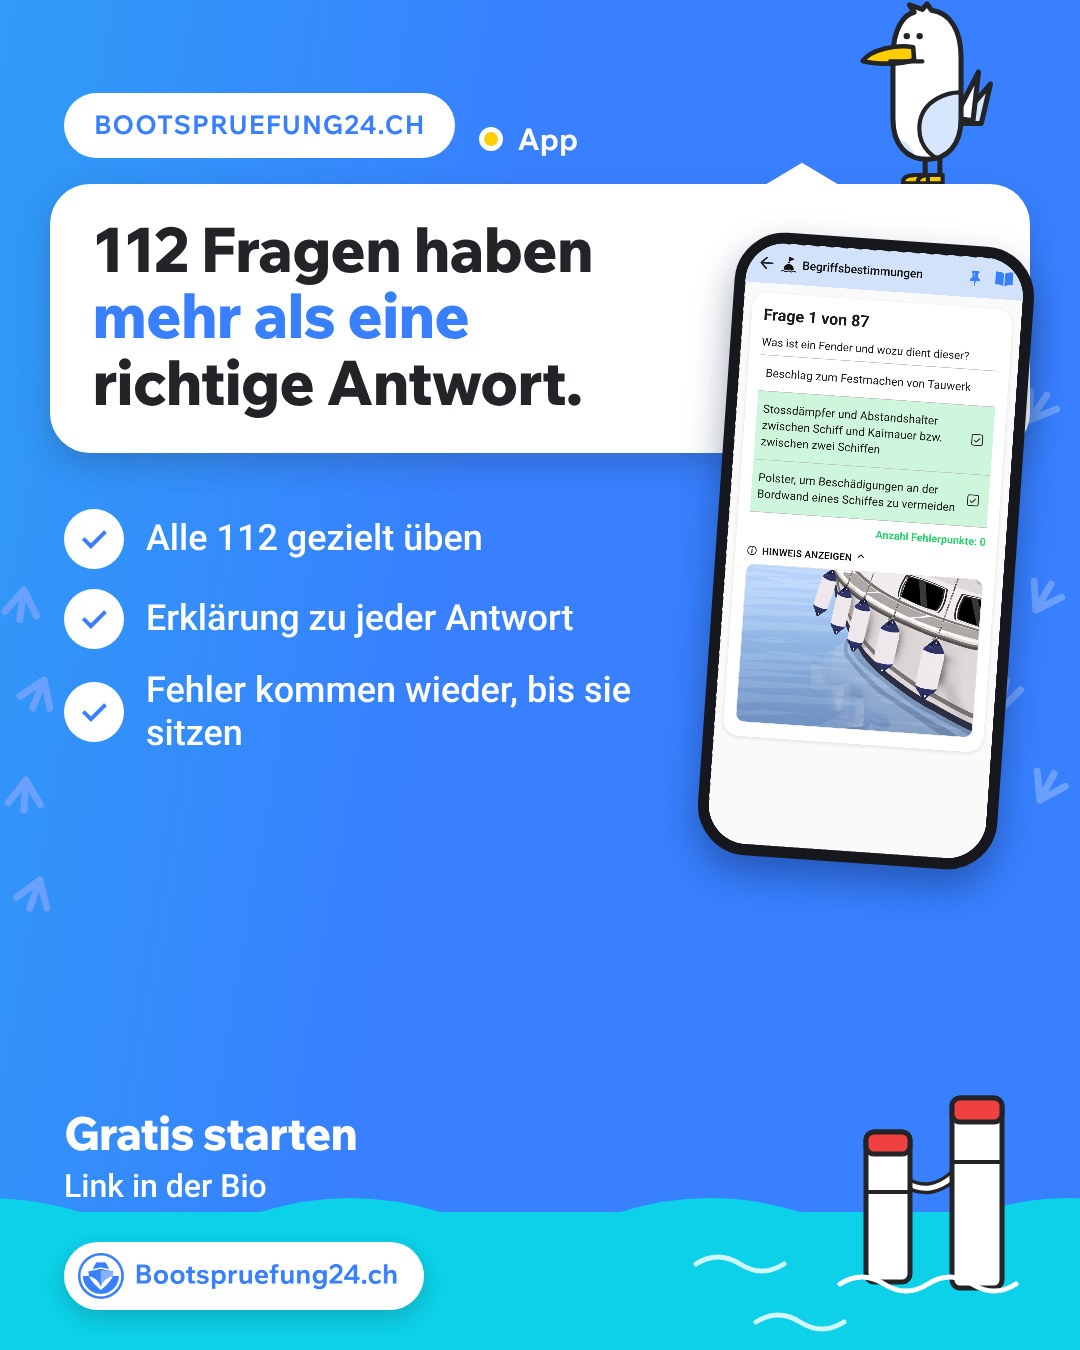 BOOTSPRUEFUNG24.CH
App
112 Fragen haben
mehr als eine
richtige Antwort.
Alle 112 gezielt üben
Erklärung zu jeder Antwort
Fehler kommen wieder, bis sie
sitzen
Begriffsbestimmungen
Frage 1 von 87
Was ist ein Fender und wozu dient dieser?
Beschlag zum Festmachen von Tauwerk
Stossdämpfer und Abstandshalter
zwischen Schiff und Kaimauer bzw.
zwischen zwei Schiffen
Polster, um Beschädigungen an der
Bordwand eines Schiffes zu vermeiden
Anzahl Fehlerpunkte: 0
HINWEIS ANZEIGEN
Gratis starten
Link in der Bio
Bootspruefung24.ch